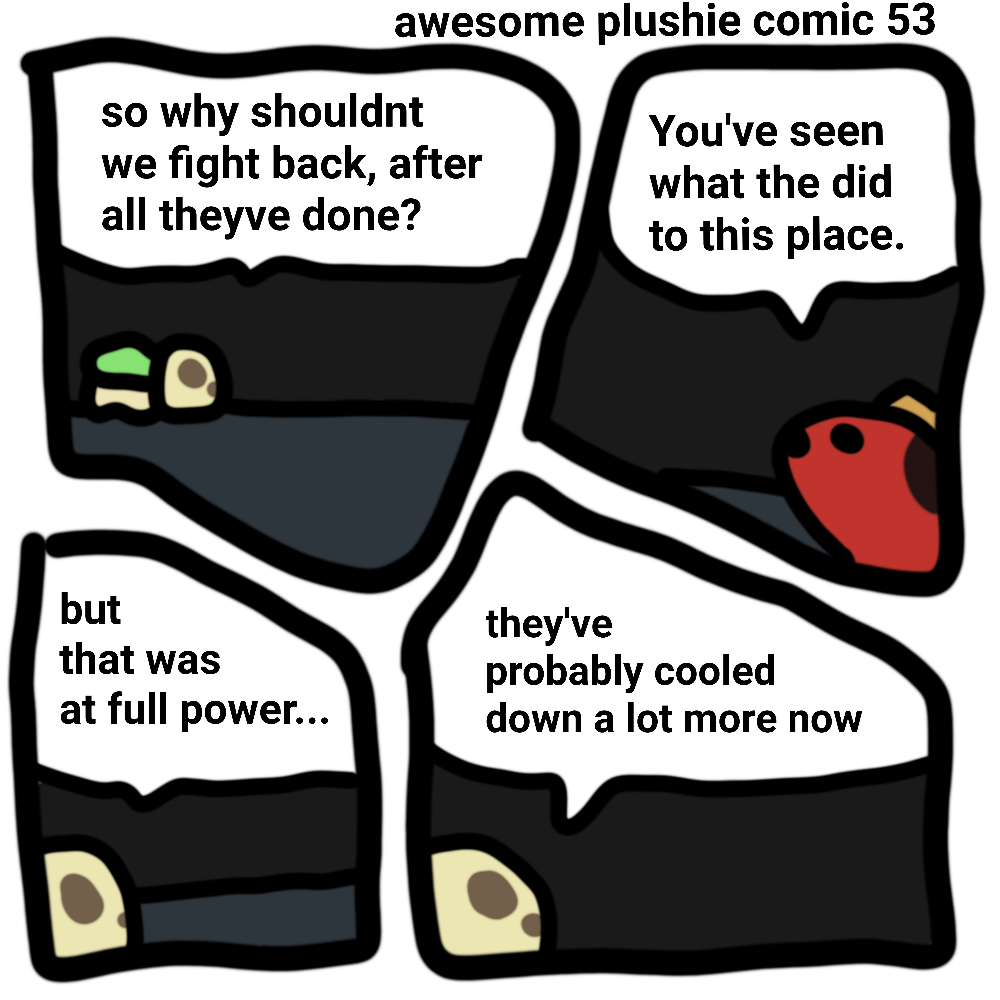 awesome plushie comic 53
so why shouldnt
we fight back, after
all theyve done?
You've seen
what the did
to this place.
but
that was
at full power...
they've
probably cooled
down a lot more now